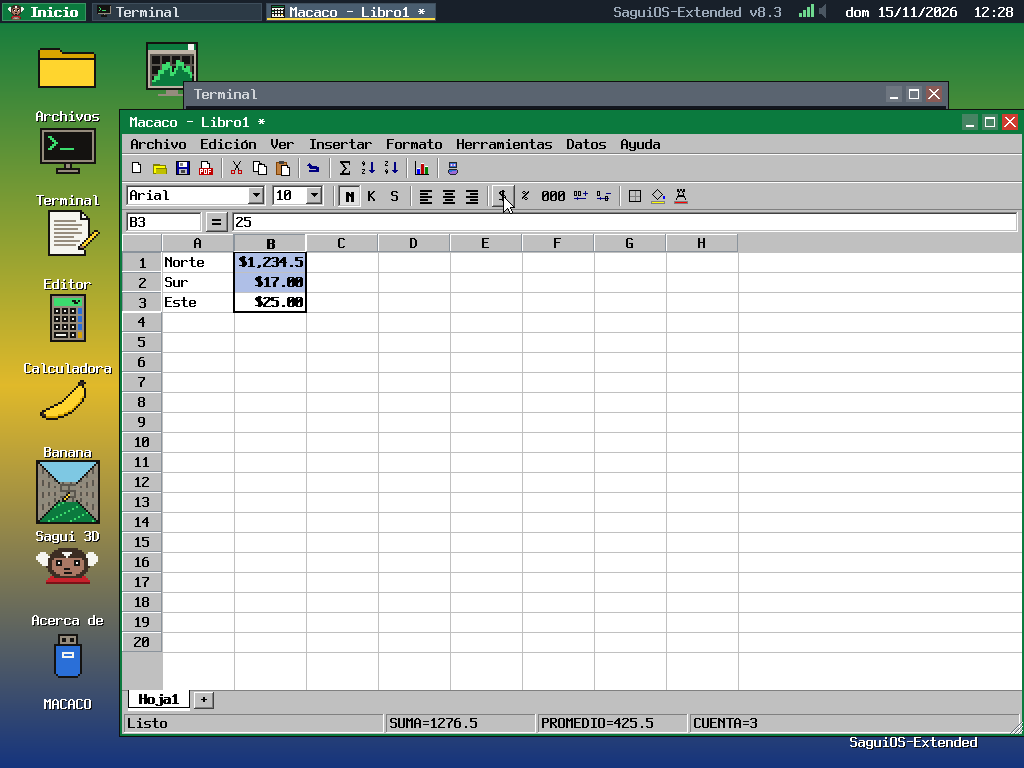 Inicio Terminal Macaco - Libro1 * SaguiOS-Extended v8.3 dom 15/11/2026 12:28
Archivos
Terminal
Editor
Calculadora
Banana
Sagui 3D
Acerca de
MACACO
Terminal
Macaco - Libro1 *
Archivo Edición Ver Insertar Formato Herramientas Datos Ayuda
PDF Σ
Arial 10 N K S $ % 000
B3 = 25
A B C D E F G H
1 Norte $1,234.5
2 Sur $17.00
3 Este $25.00
4
5
6
7
8
9
10
11
12
13
14
15
16
17
18
19
20
Hoja1 +
Listo SUMA=1276.5 PROMEDIO=425.5 CUENTA=3
SaguiOS-Extended